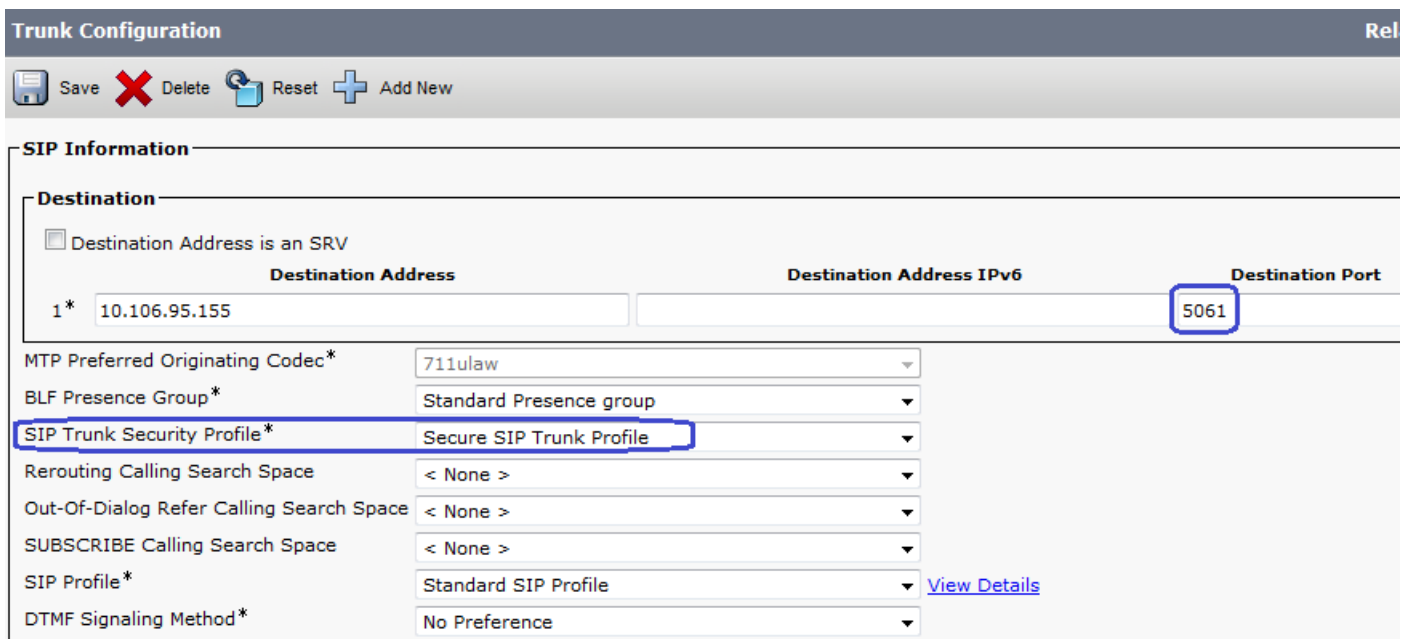 Trunk Configuration Rel
Save Delete Reset Add New
SIP Information
Destination
Destination Address is an SRV
Destination Address Destination Address IPv6 Destination Port
1* 10.106.95.155 5061
MTP Preferred Originating Codec* 711ulaw
BLF Presence Group* Standard Presence group
SIP Trunk Security Profile* Secure SIP Trunk Profile
Rerouting Calling Search Space < None >
Out-Of-Dialog Refer Calling Search Space < None >
SUBSCRIBE Calling Search Space < None >
SIP Profile* Standard SIP Profile View Details
DTMF Signaling Method* No Preference